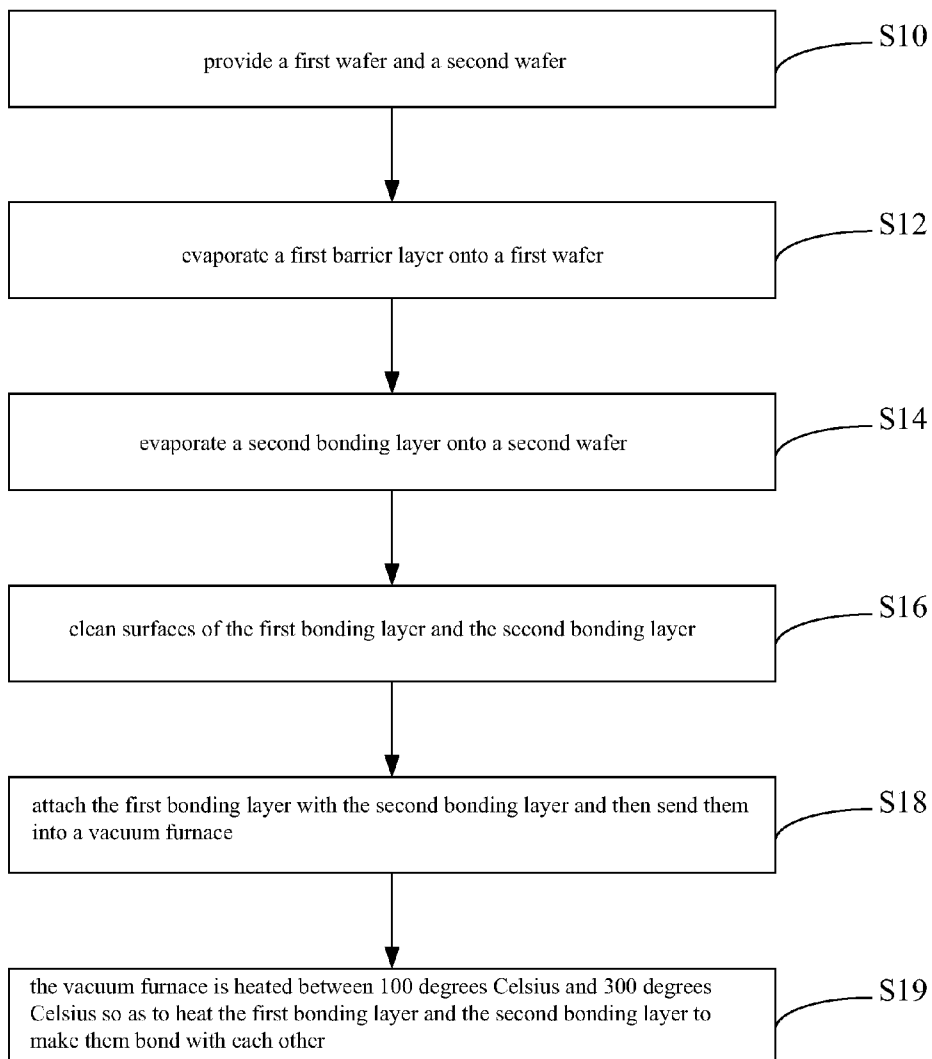 provide a first wafer and a second wafer
S10
evaporate a first barrier layer onto a first wafer
S12
evaporate a second bonding layer onto a second wafer
S14
clean surfaces of the first bonding layer and the second bonding layer
S16
attach the first bonding layer with the second bonding layer and then send them
into a vacuum furnace
S18
the vacuum furnace is heated between 100 degrees Celsius and 300 degrees
Celsius so as to heat the first bonding layer and the second bonding layer to
make them bond with each other
S19